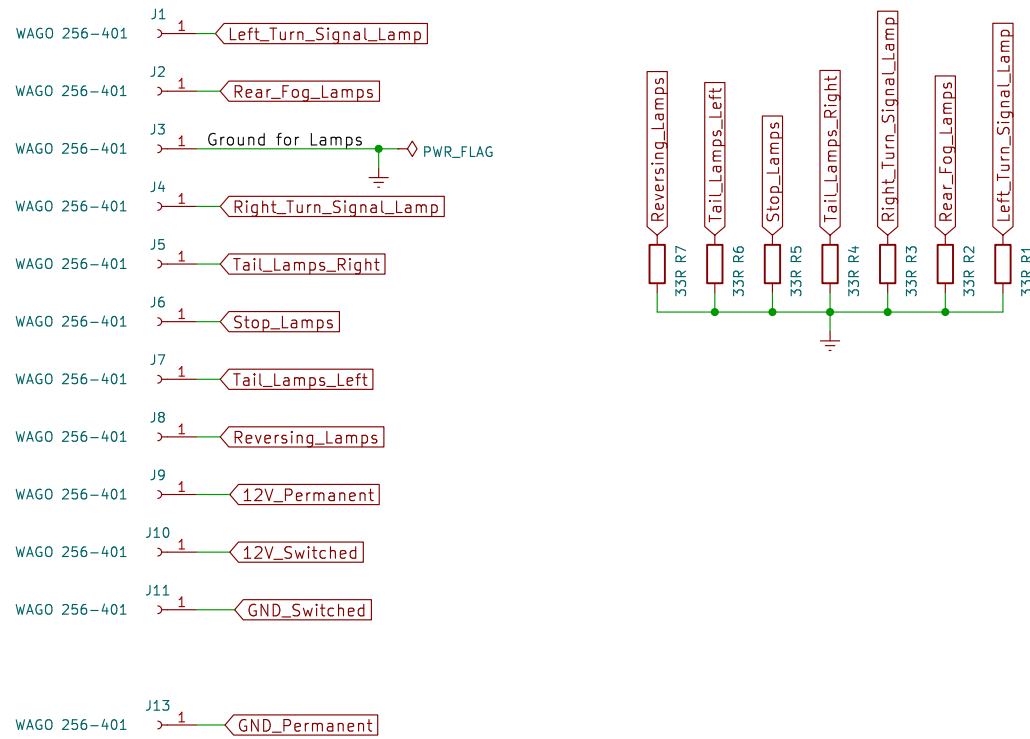 J1
WAGO 256-401 1 Left_Turn_Signal_Lamp
J2
WAGO 256-401 1 Rear_Fog_Lamps
J3
WAGO 256-401 1 Ground for Lamps PWR_FLAG
J4
WAGO 256-401 1 Right_Turn_Signal_Lamp
J5
WAGO 256-401 1 Tail_Lamps_Right
J6
WAGO 256-401 1 Stop_Lamps
J7
WAGO 256-401 1 Tail_Lamps_Left
J8
WAGO 256-401 1 Reversing_Lamps
J9
WAGO 256-401 1 12V_Permanent
J10
WAGO 256-401 1 12V_Switched
J11
WAGO 256-401 1 GND_Switched
J13
WAGO 256-401 1 GND_Permanent
Reversing_Lamps
33R R7
Tail_Lamps_Left
33R R6
Stop_Lamps
33R R5
Tail_Lamps_Right
33R R4
Right_Turn_Signal_Lamp
33R R3
Rear_Fog_Lamps
33R R2
Left_Turn_Signal_Lamp
33R R1